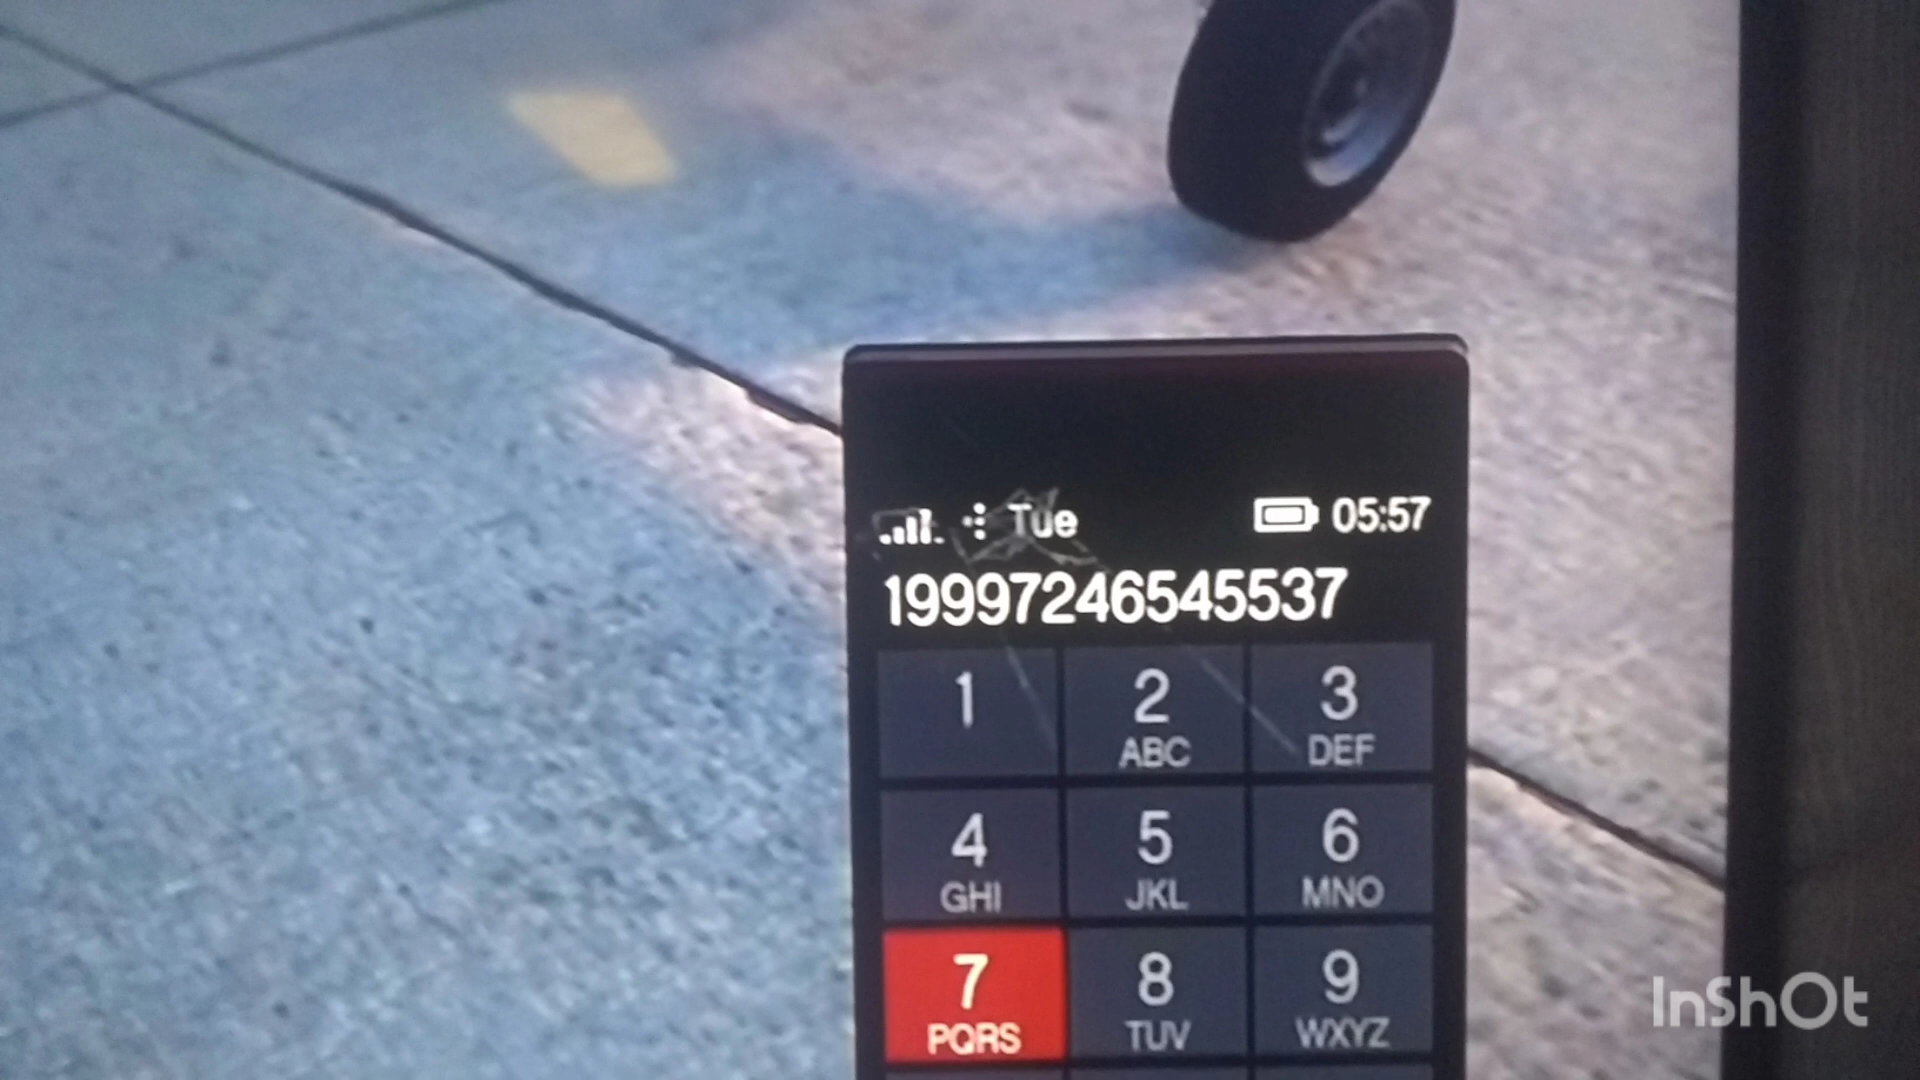 Tue 05:57
19997246545537
1 2 3
ABC DEF
4 5 6
GHI JKL MNO
7 8 9
PQRS TUV WXYZ
InShOt